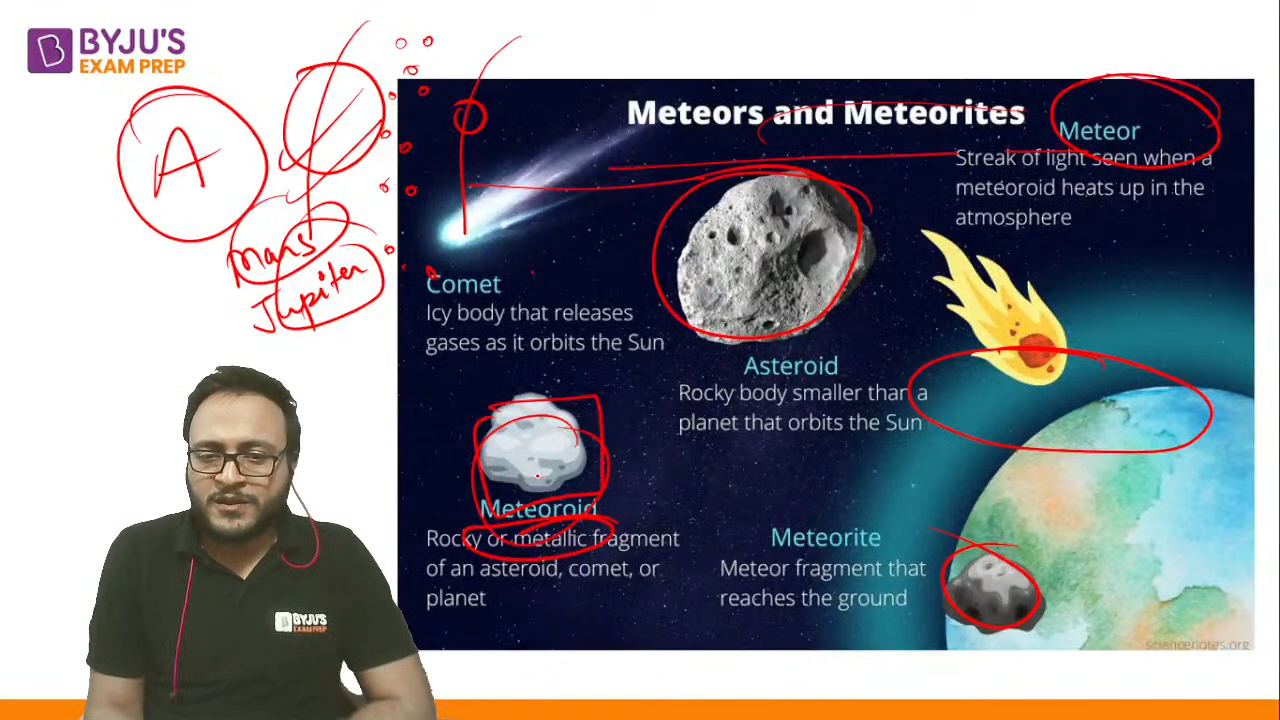 BYJU'S
EXAM PREP
A
Mars
Jupiter
Meteors and Meteorites
Meteor
Streak of light seen when a
meteoroid heats up in the
atmosphere
Comet
Icy body that releases
gases as it orbits the Sun
Asteroid
Rocky body smaller than a
planet that orbits the Sun
Meteoroid
Rocky or metallic fragment
of an asteroid, comet, or
planet
Meteorite
Meteor fragment that
reaches the ground
BYJU'S
EXAM PREP
sciencenotes.org